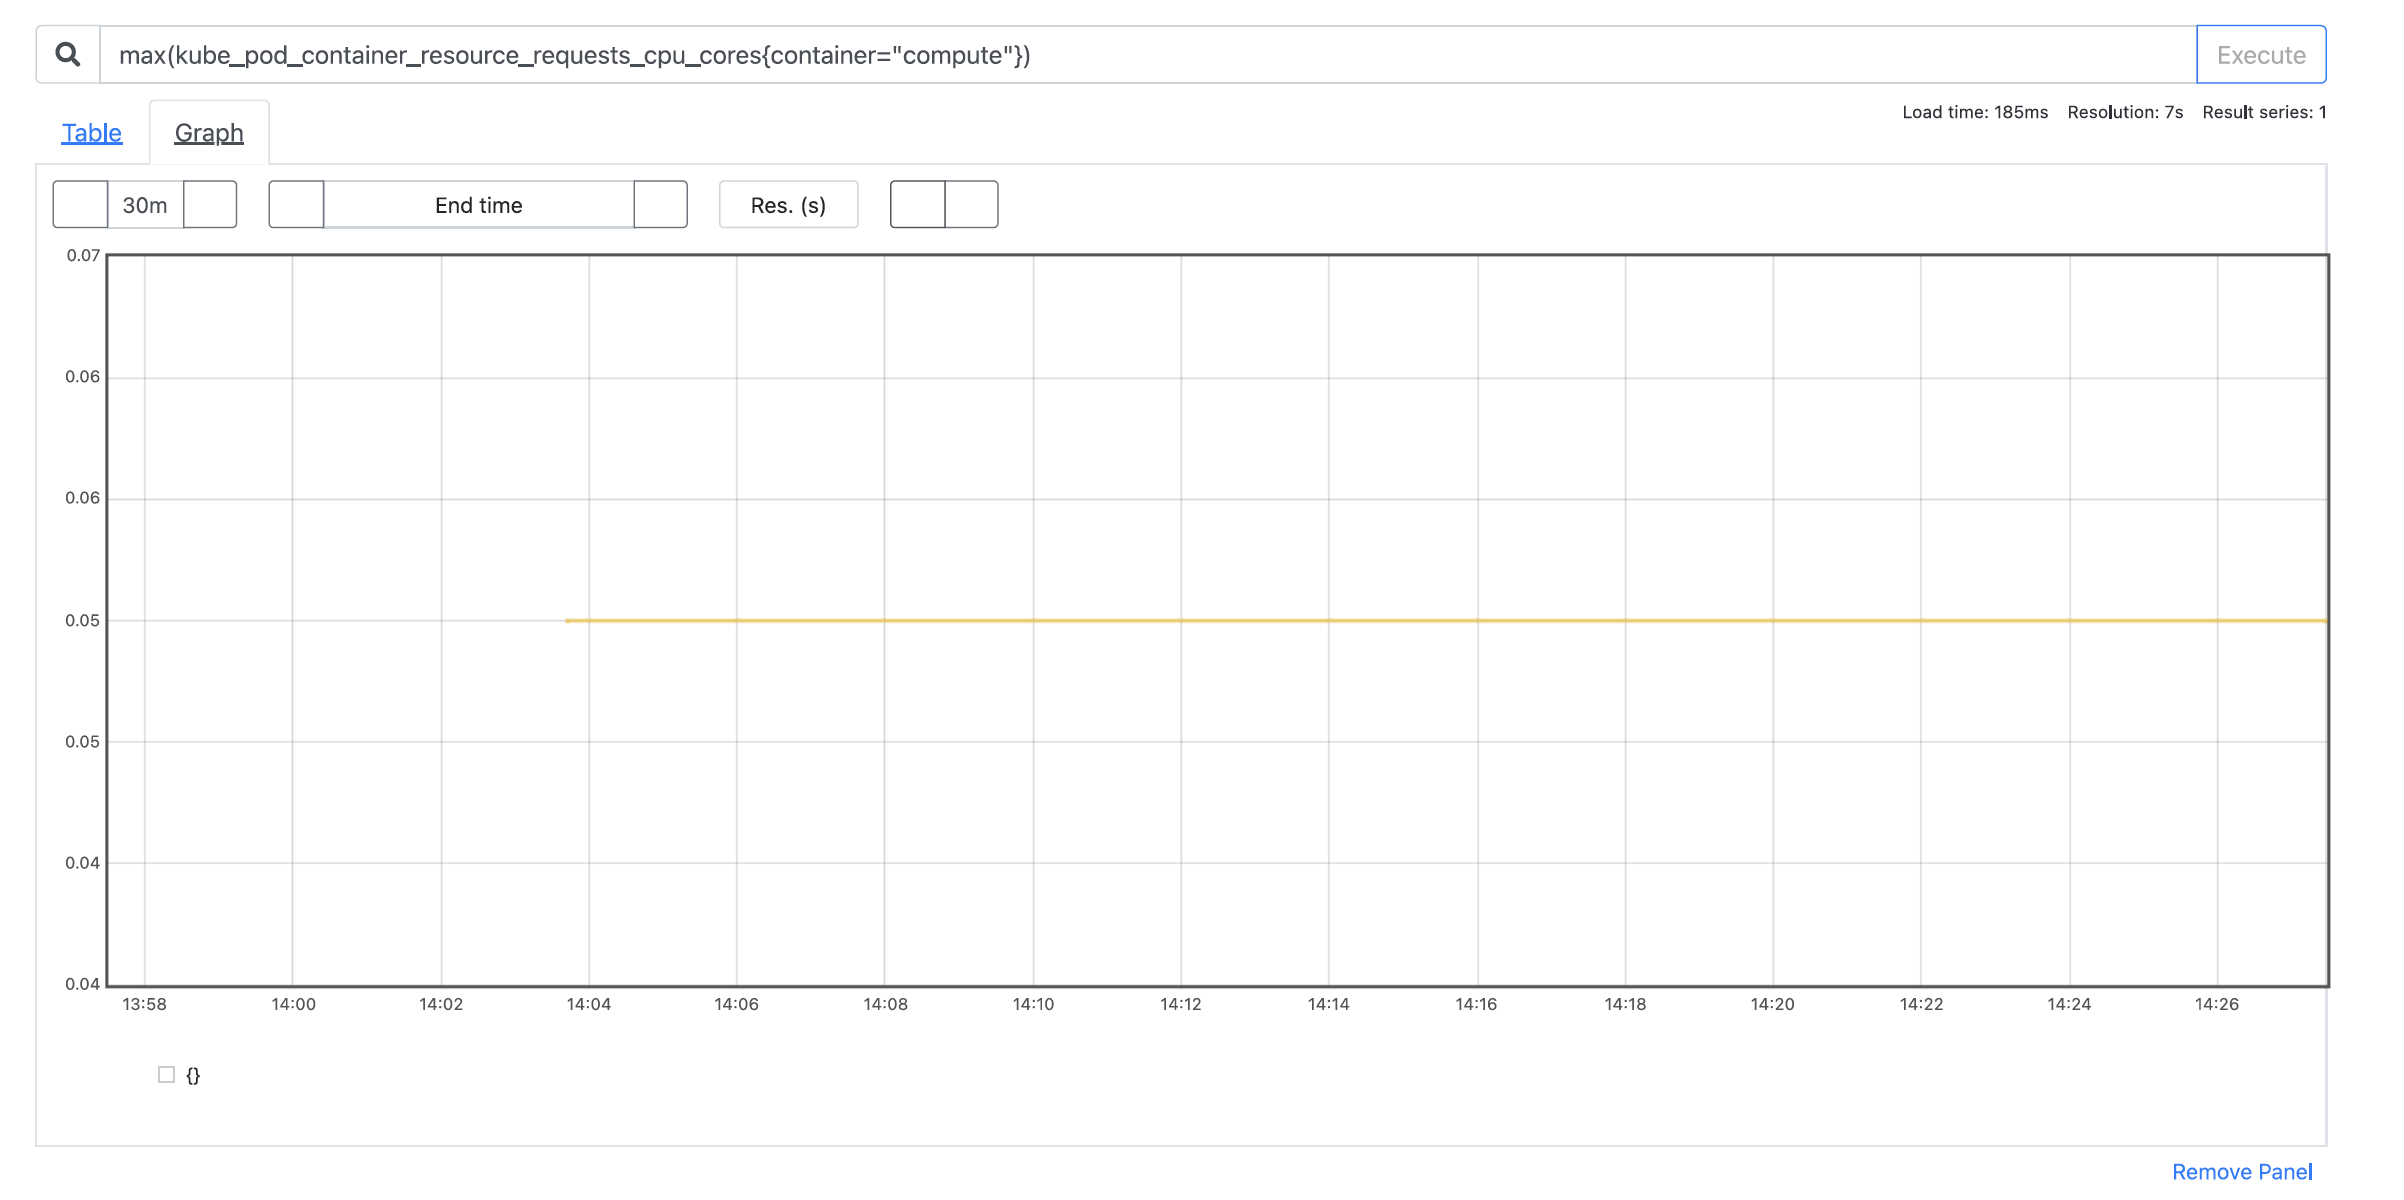 max(kube_pod_container_resource_requests_cpu_cores{container="compute"})
Execute
Load time: 185ms Resolution: 7s Result series: 1
Table
Graph
30m
End time
Res. (s)
0.07
0.06
0.06
0.05
0.05
0.04
0.04
13:58 14:00 14:02 14:04 14:06 14:08 14:10 14:12 14:14 14:16 14:18 14:20 14:22 14:24 14:26
{}
Remove Panel